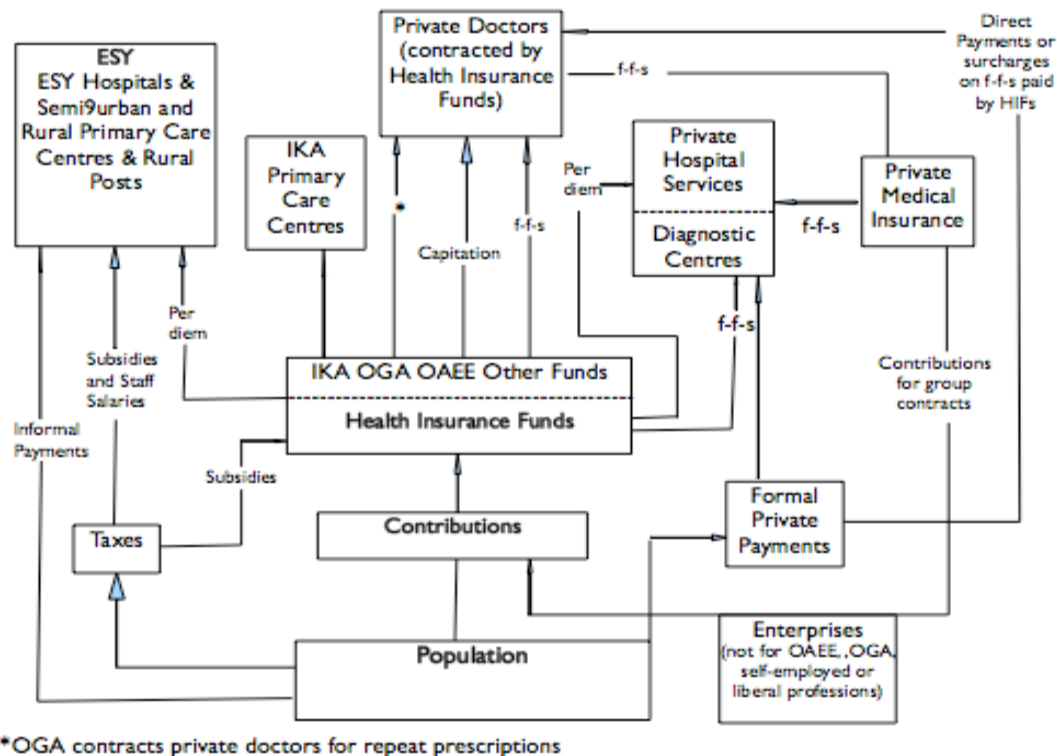 ESY
ESY Hospitals &
Semi9urban and
Rural Primary Care
Centres & Rural
Posts
Private Doctors
(contracted by
Health Insurance
Funds)
Direct
Payments or
surcharges
on f-f-s paid
by HIFs
f-f-s
IKA
Primary
Care
Centres
Per
diem
Private
Hospital
Services
Diagnostic
Centres
Private
Medical
Insurance
f-f-s
*
Capitation
f-f-s
f-f-s
Per
diem
Subsidies
and Staff
Salaries
Informal
Payments
IKA OGA OAEE Other Funds
Health Insurance Funds
Contributions
for group
contracts
Subsidies
Taxes
Contributions
Formal
Private
Payments
Population
Enterprises
(not for OAEE,,OGA,
self-employed or
liberal professions)
*OGA contracts private doctors for repeat prescriptions